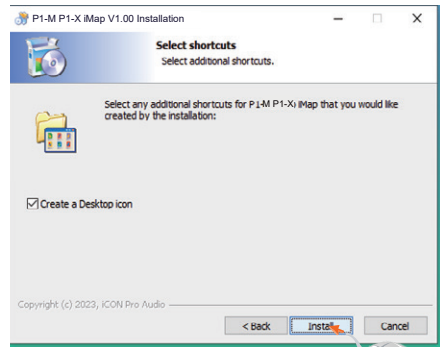 P1-M P1-X iMap V1.00 Installation
Select shortcuts
Select additional shortcuts.
Select any additional shortcuts for P1-M P1-X) iMap that you would like
created by the installation:
Create a Desktop icon
Copyright (c) 2023, iCON Pro Audio
< Back
Install
Cancel